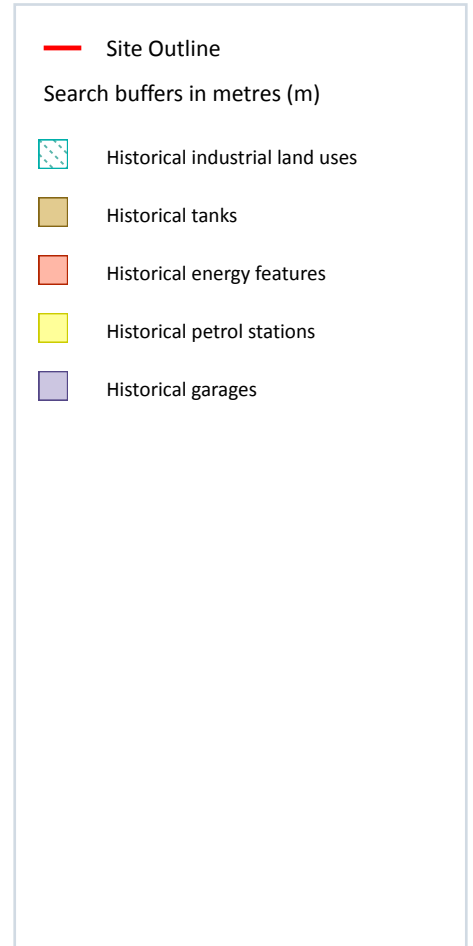 Site Outline
Search buffers in metres (m)
Historical industrial land uses
Historical tanks
Historical energy features
Historical petrol stations
Historical garages